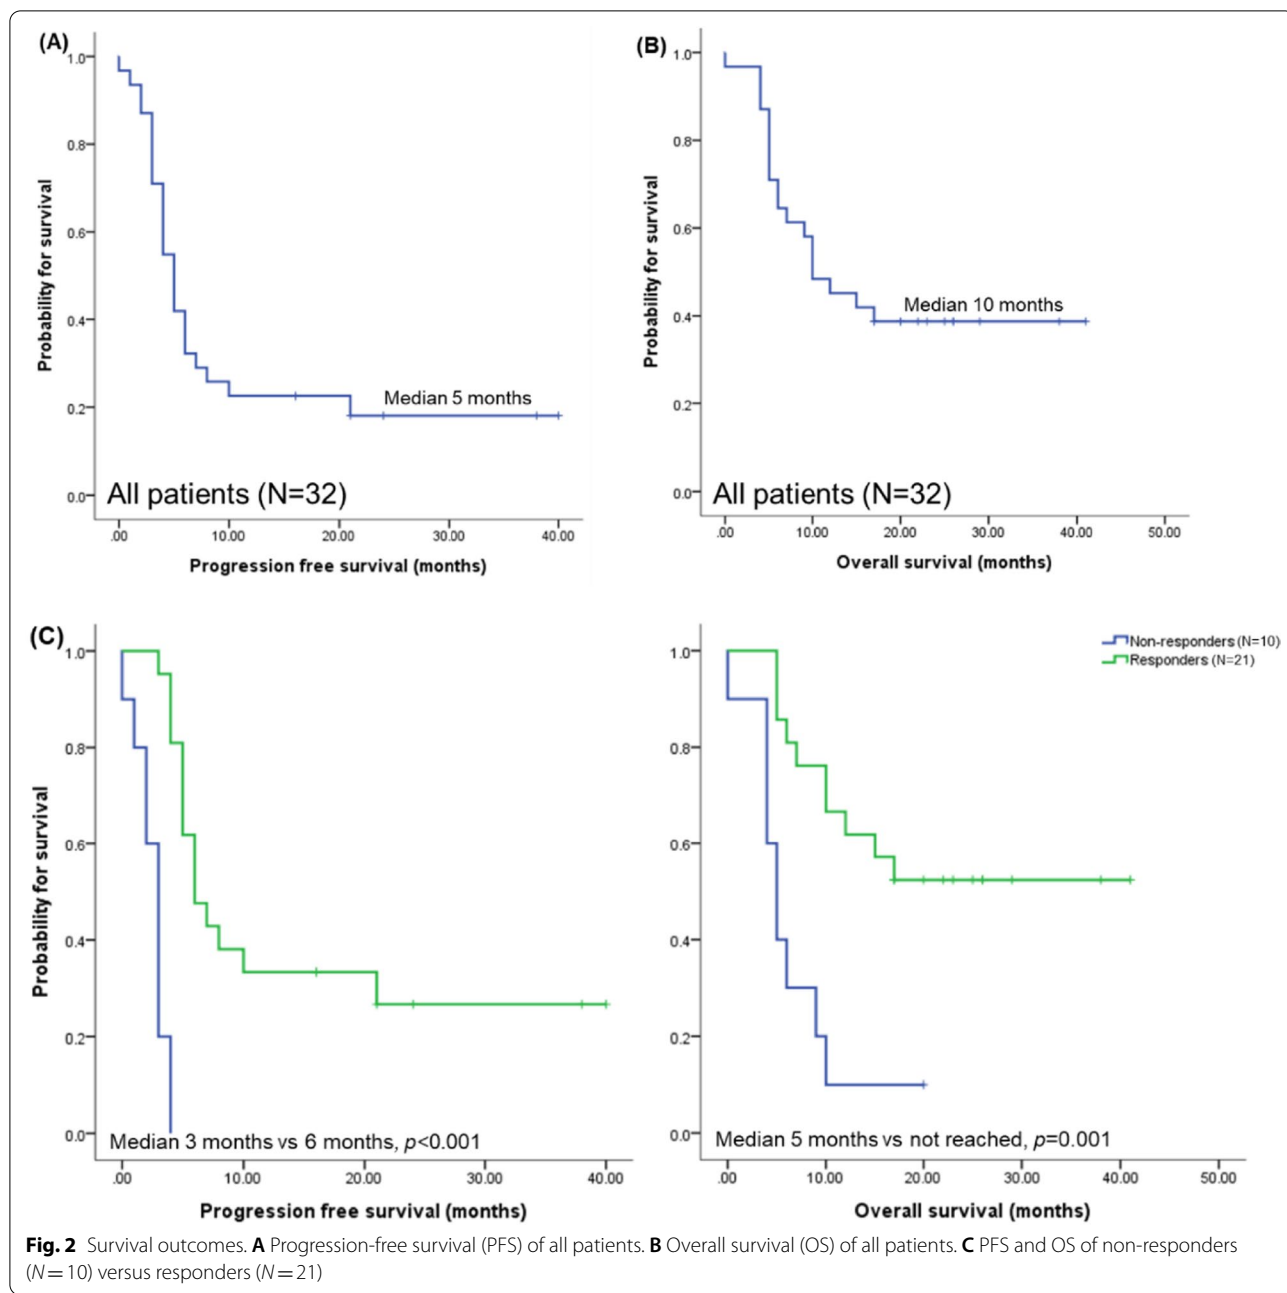 (A)
1.0
0.8
0.6
0.4
0.2
0.0
Probability for survival
Median 5 months
All patients (N=32)
.00 10.00 20.00 30.00 40.00
Progression free survival (months)
(B)
1.0
0.8
0.6
0.4
0.2
0.0
Probability for survival
Median 10 months
All patients (N=32)
.00 10.00 20.00 30.00 40.00 50.00
Overall survival (months)
(C)
1.0
0.8
0.6
0.4
0.2
0.0
Probability for survival
Median 3 months vs 6 months, p<0.001
.00 10.00 20.00 30.00 40.00
Progression free survival (months)
Non-responders (N=10)
Responders (N=21)
1.0
0.8
0.6
0.4
0.2
0.0
Probability for survival
Median 5 months vs not reached, p=0.001
.00 10.00 20.00 30.00 40.00 50.00
Overall survival (months)
Fig. 2 Survival outcomes. A Progression-free survival (PFS) of all patients. B Overall survival (OS) of all patients. C PFS and OS of non-responders
(N = 10) versus responders (N = 21)